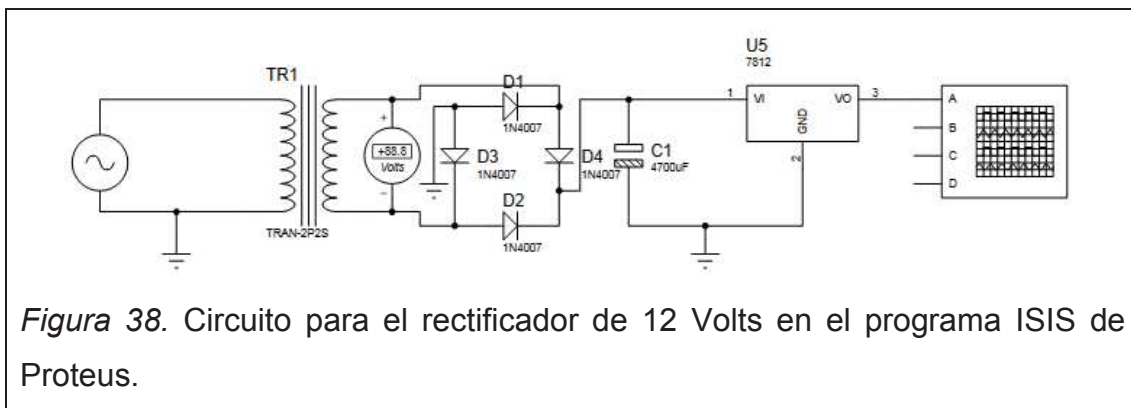 U5
7812
TR1
D1
1 VI VO 3 A
1N4007
GND
B
+
+88.8
Volts
D3
1N4007
D4
1N4007
C1
4700uF
C
2
D
-
D2
TRAN-2P2S
1N4007
Figura 38. Circuito para el rectificador de 12 Volts en el programa ISIS de
Proteus.